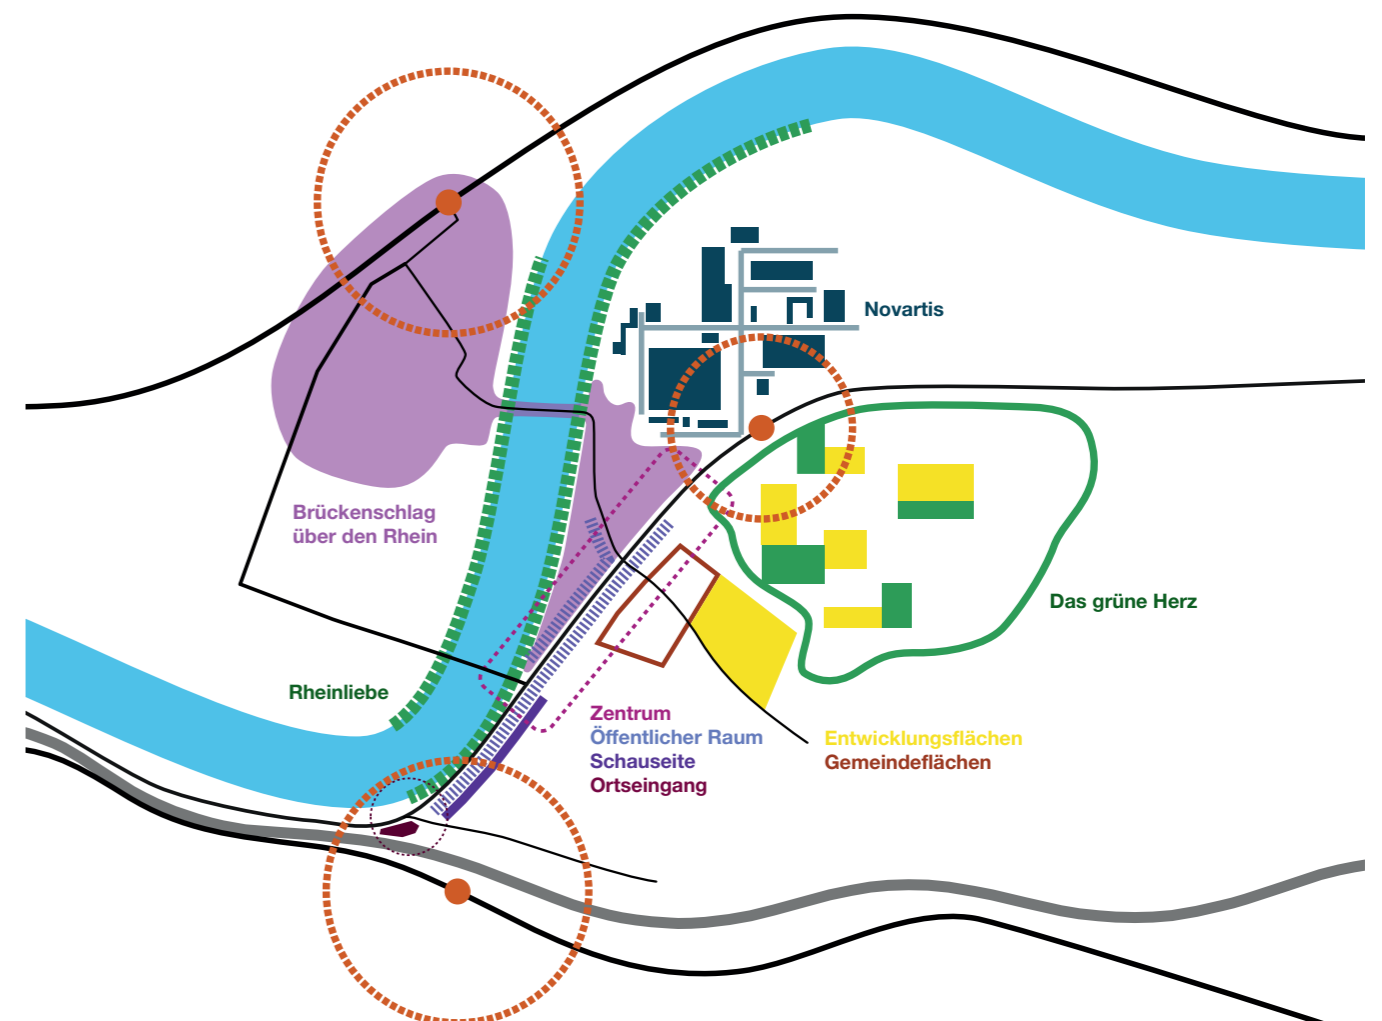 Novartis
Brückenschlag
über den Rhein
Das grüne Herz
Rheinliebe
Zentrum
Öffentlicher Raum
Schauseite
Ortseingang
Entwicklungsflächen
Gemeindeflächen